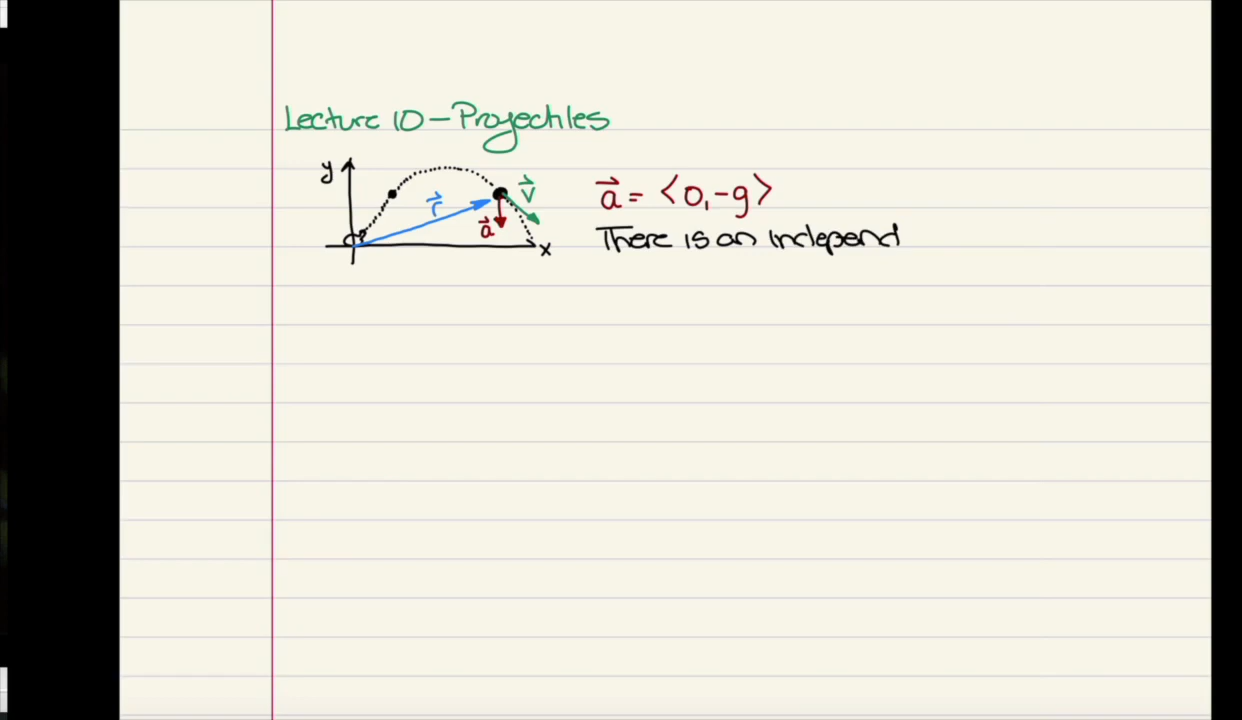 Lecture 10 - Projectiles
y
r⃗
v⃗
a⃗
x
a⃗ = ⟨0, -g⟩
There is an independ